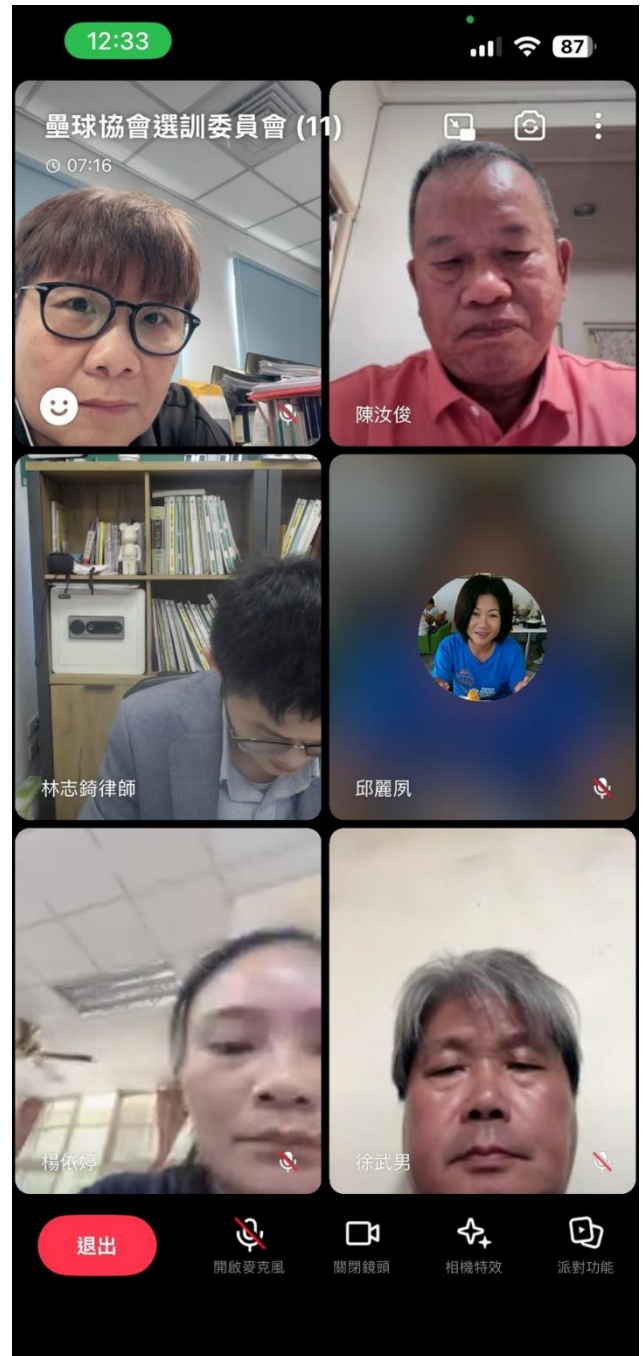 12:33
87
壘球協會選訓委員會 (11)
07:16
陳汝俊
林志錡律師
邱麗夙
楊依婷
徐武男
退出
開啟麥克風
關閉鏡頭
相機特效
派對功能